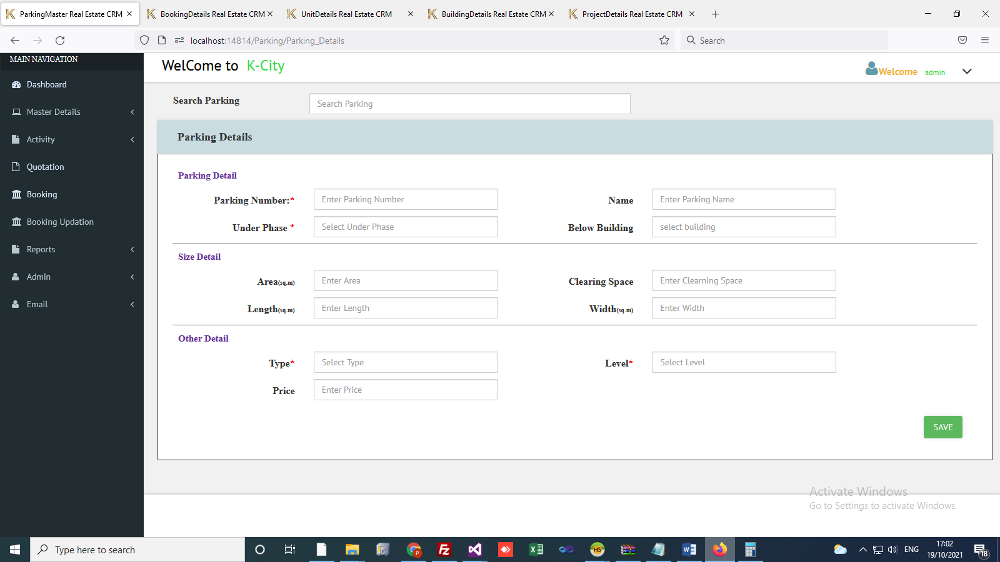 ParkingMaster Real Estate CRM
BookingDetails Real Estate CRM
UnitDetails Real Estate CRM
BuildingDetails Real Estate CRM
ProjectDetails Real Estate CRM
localhost:14814/Parking/Parking_Details
Search
MAIN NAVIGATION
Dashboard
Master Details
Activity
Quotation
Booking
Booking Updation
Reports
Admin
Email
WelCome to K-City
Welcome admin
Search Parking
Search Parking
Parking Details
Parking Detail
Parking Number:*
Enter Parking Number
Name
Enter Parking Name
Under Phase *
Select Under Phase
Below Building
select building
Size Detail
Area(sq.m)
Enter Area
Clearing Space
Enter Clearning Space
Length(sq.m)
Enter Length
Width(sq.m)
Enter Width
Other Detail
Type*
Select Type
Level*
Select Level
Price
Enter Price
SAVE
Activate Windows
Go to Settings to activate Windows.
Type here to search
ENG
17:02
19/10/2021
18